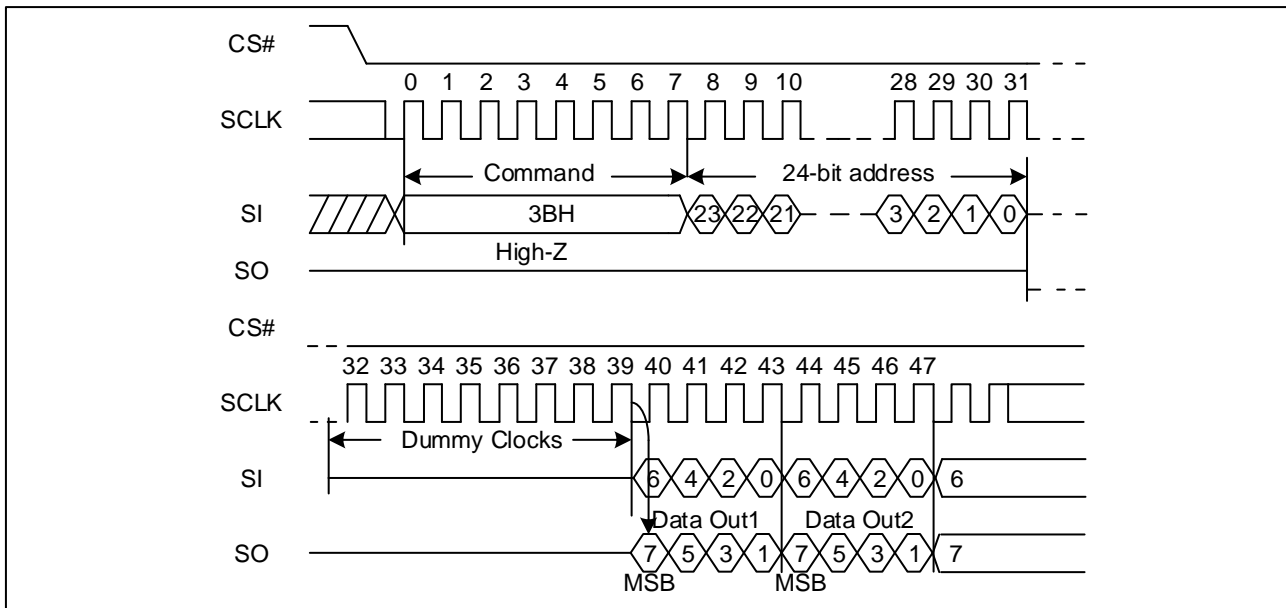 CS#
0 1 2 3 4 5 6 7 8 9 10 28 29 30 31
SCLK
Command 24-bit address
SI 3BH 23 22 21 3 2 1 0
High-Z
SO
CS#
32 33 34 35 36 37 38 39 40 41 42 43 44 45 46 47
SCLK
Dummy Clocks
SI 6 4 2 0 6 4 2 0 6
Data Out1 Data Out2
SO 7 5 3 1 7 5 3 1 7
MSB MSB